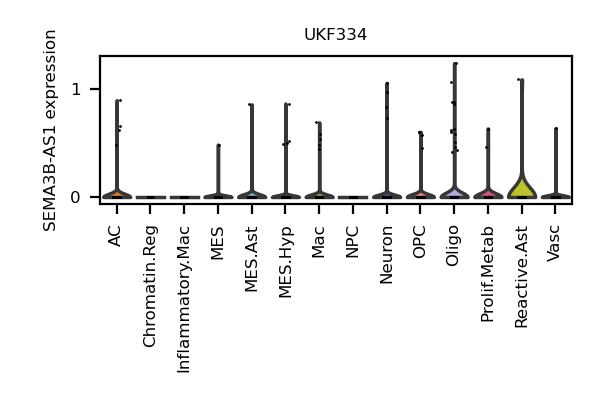 UKF334
SEMA3B-AS1 expression
1
0
AC
Chromatin.Reg
Inflammatory.Mac
MES
MES.Ast
MES.Hyp
Mac
NPC
Neuron
OPC
Oligo
Prolif.Metab
Reactive.Ast
Vasc